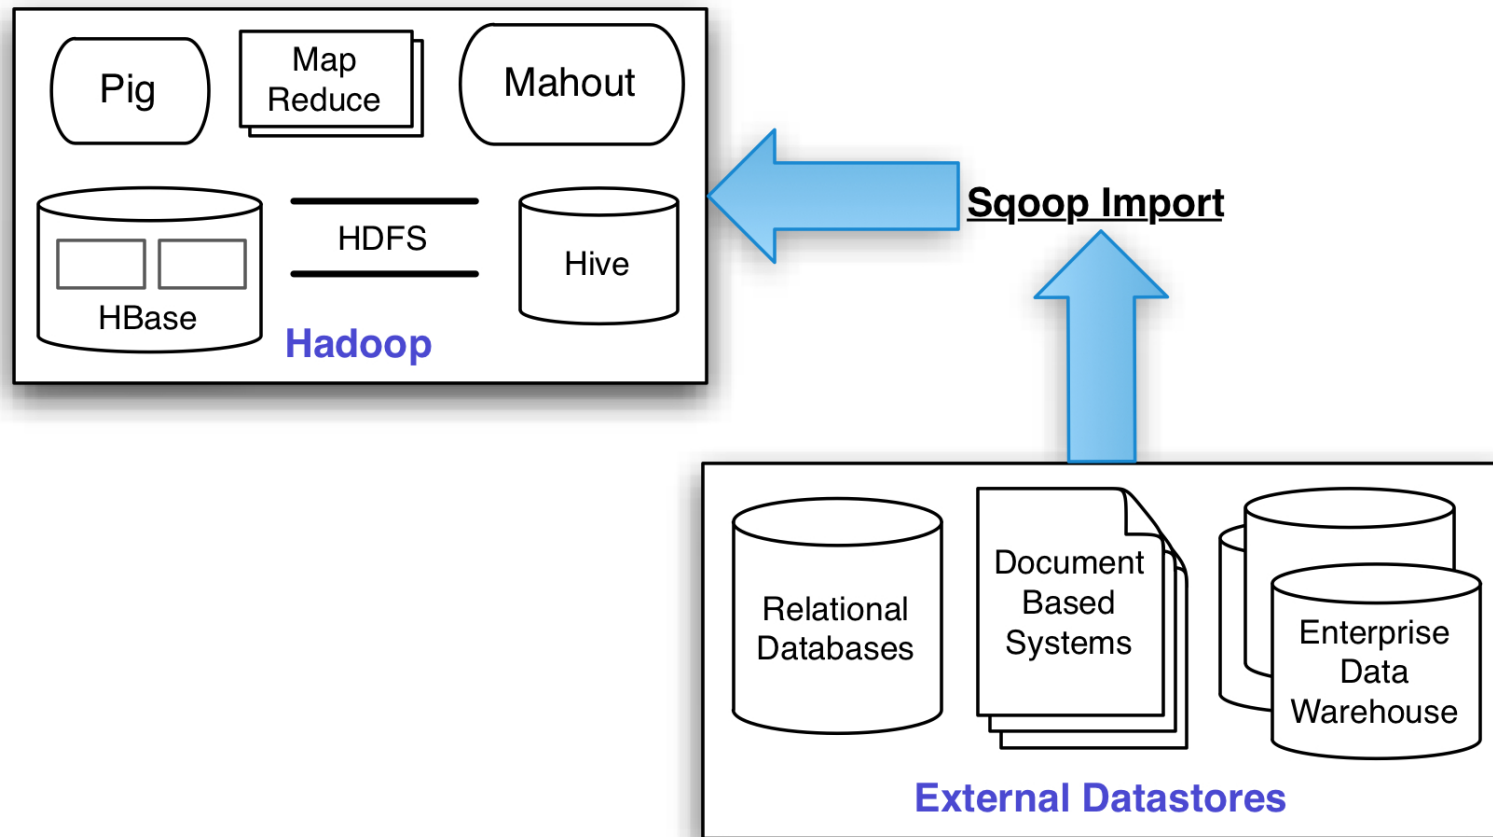 Pig
Map
Reduce
Mahout
HBase
HDFS
Hive
Hadoop
Sqoop Import
Relational
Databases
Document
Based
Systems
Enterprise
Data
Warehouse
External Datastores